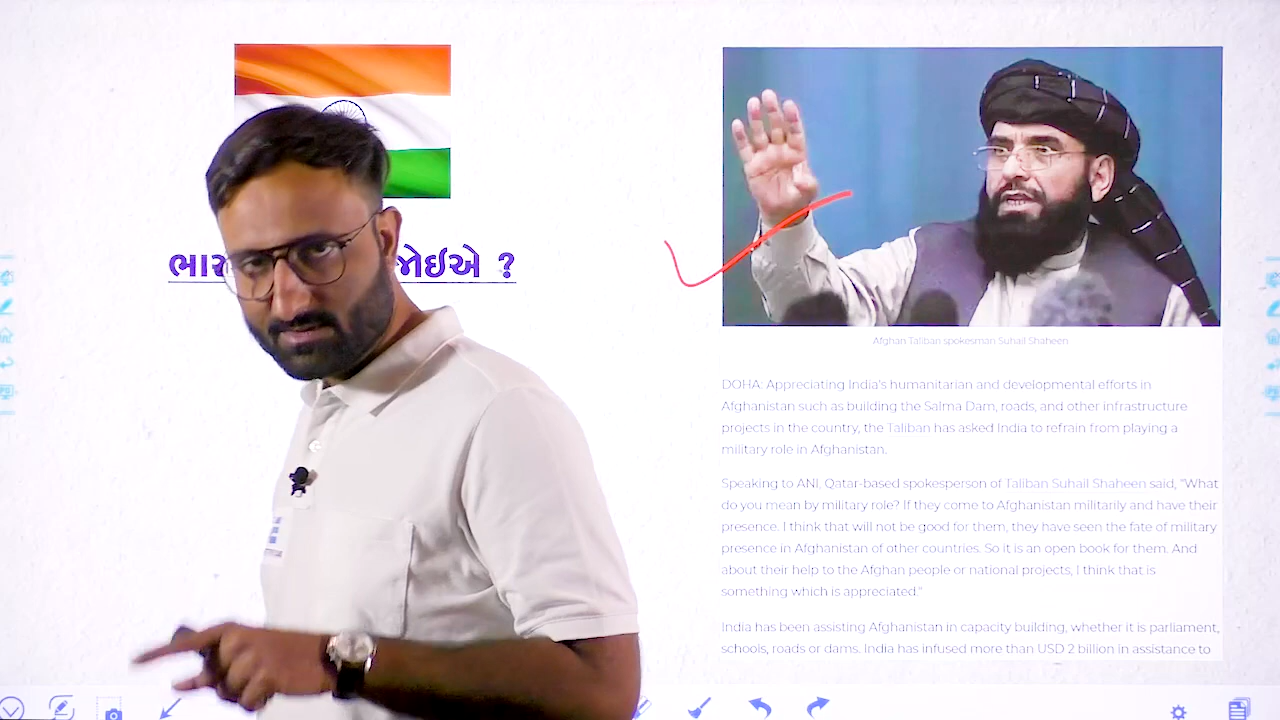 જોઇએ ?
Afghan Taliban spokesman Suhail Shaheen
DOHA: Appreciating India's humanitarian and developmental efforts in
Afghanistan such as building the Salma Dam, roads, and other infrastructure
projects in the country, the Taliban has asked India to refrain from playing a
military role in Afghanistan.
Speaking to ANI, Qatar-based spokesperson of Taliban Suhail Shaheen said, "What
do you mean by military role? If they come to Afghanistan militarily and have their
presence. I think that will not be good for them, they have seen the fate of military
presence in Afghanistan of other countries. So it is an open book for them. And
about their help to the Afghan people or national projects, I think that is
something which is appreciated."
India has been assisting Afghanistan in capacity building, whether it is parliament,
schools, roads or dams. India has infused more than USD 2 billion in assistance to